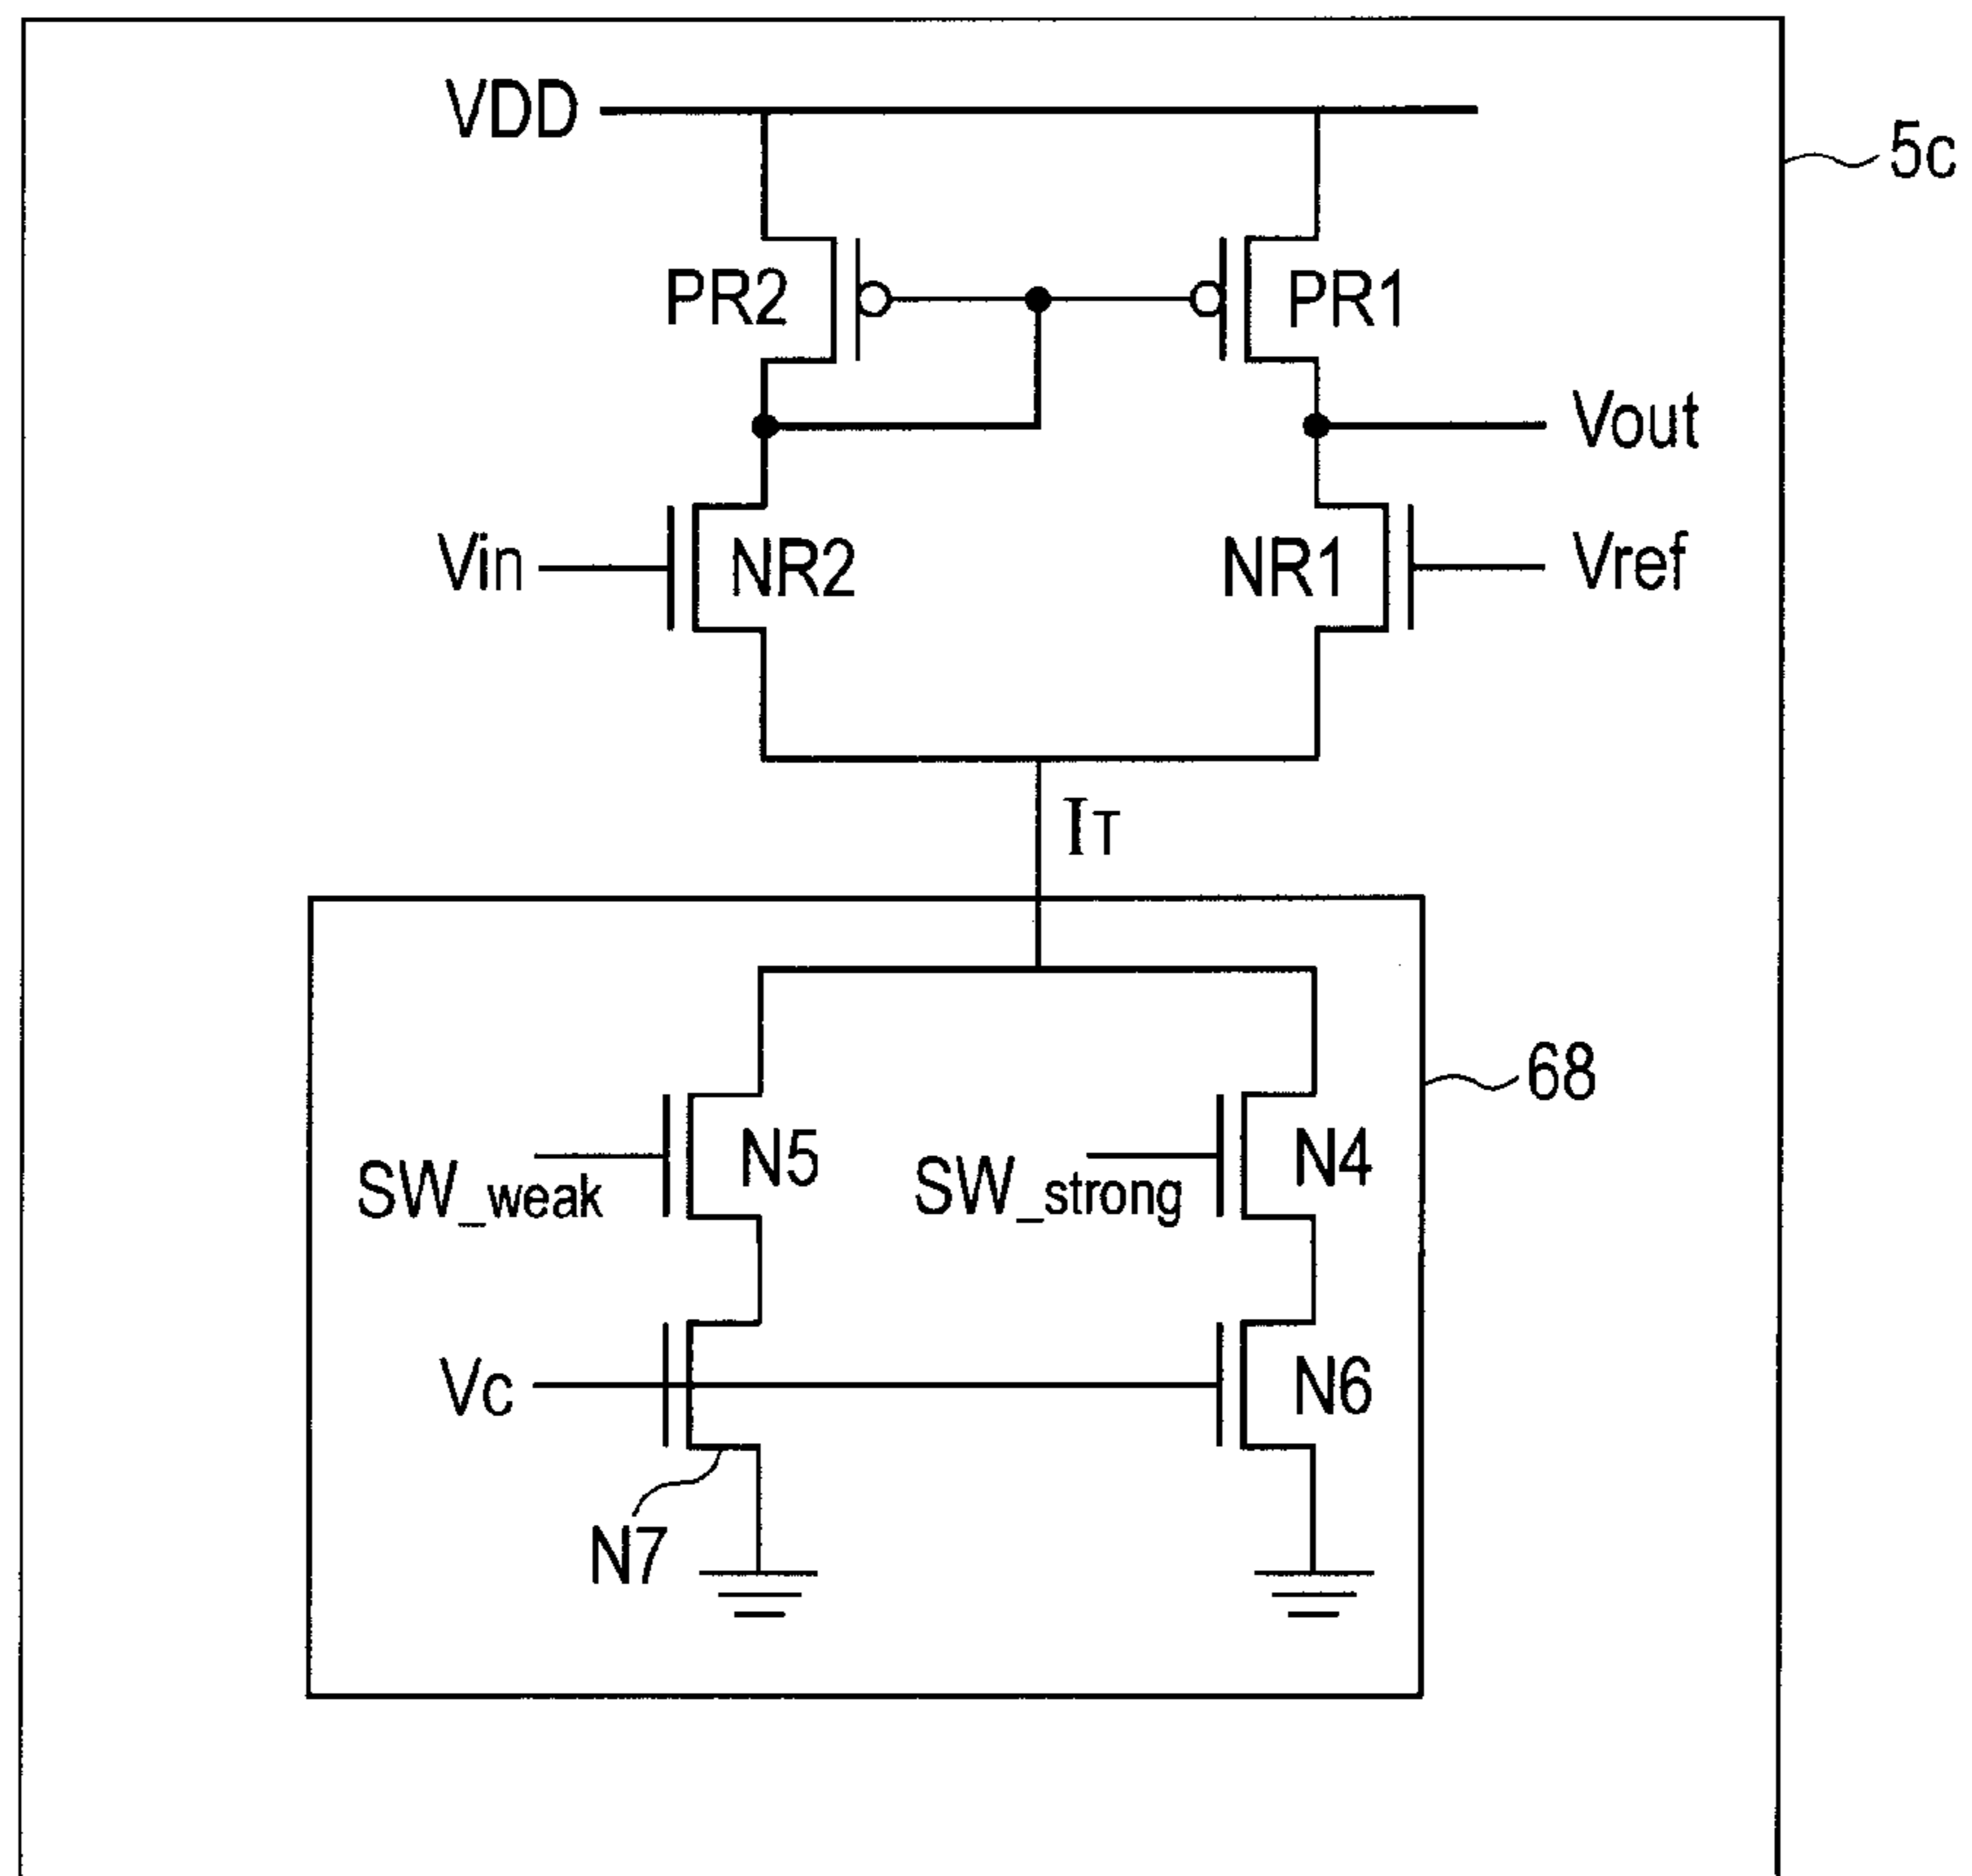 VDD
5c
PR2
PR1
Vout
Vin
NR2
NR1
Vref
IT
68
N5
N4
SW_weak
SW_strong
Vc
N6
N7